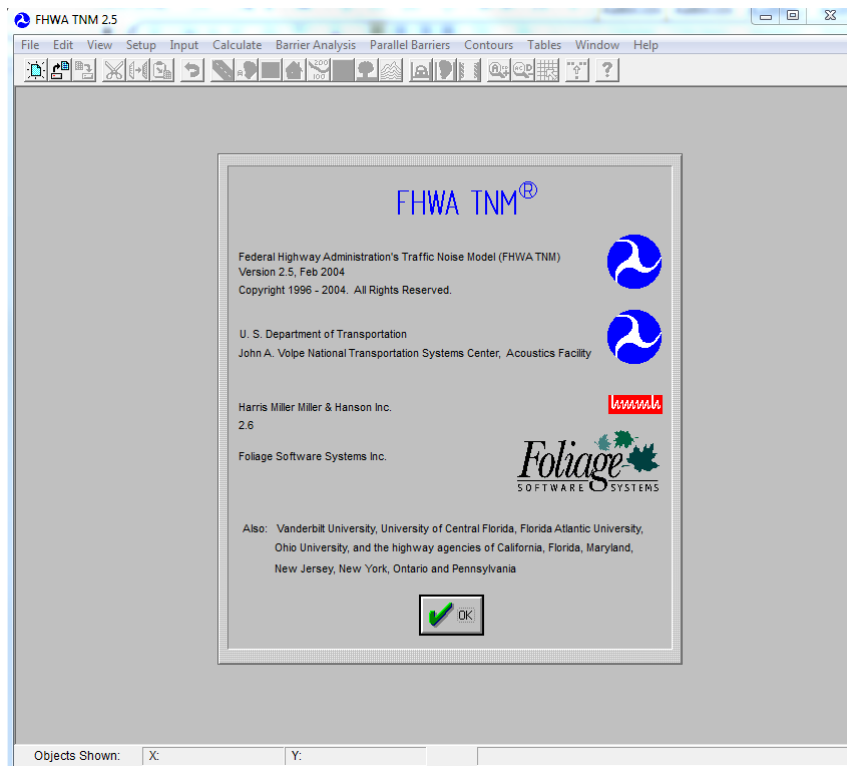 FHWA TNM 2.5
File Edit View Setup Input Calculate Barrier Analysis Parallel Barriers Contours Tables Window Help
FHWA TNM®
Federal Highway Administration's Traffic Noise Model (FHWA TNM)
Version 2.5, Feb 2004
Copyright 1996 - 2004. All Rights Reserved.
U. S. Department of Transportation
John A. Volpe National Transportation Systems Center, Acoustics Facility
Harris Miller Miller & Hanson Inc.
hmmh
2.6
Foliage Software Systems Inc.
Foliage
SOFTWARE SYSTEMS
Also: Vanderbilt University, University of Central Florida, Florida Atlantic University,
Ohio University, and the highway agencies of California, Florida, Maryland,
New Jersey, New York, Ontario and Pennsylvania
OK
Objects Shown: X: Y: